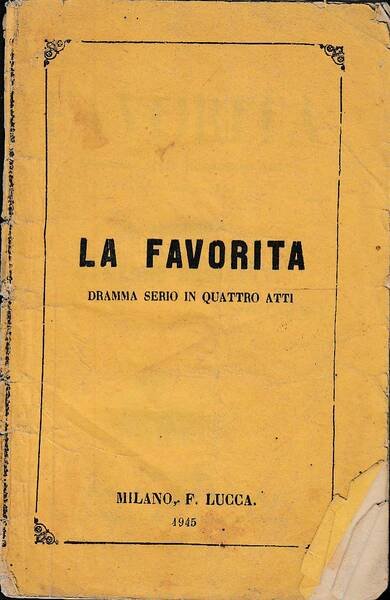 LA FAVORITA
DRAMMA SERIO IN QUATTRO ATTI
MILANO, F. LUCCA.
1945